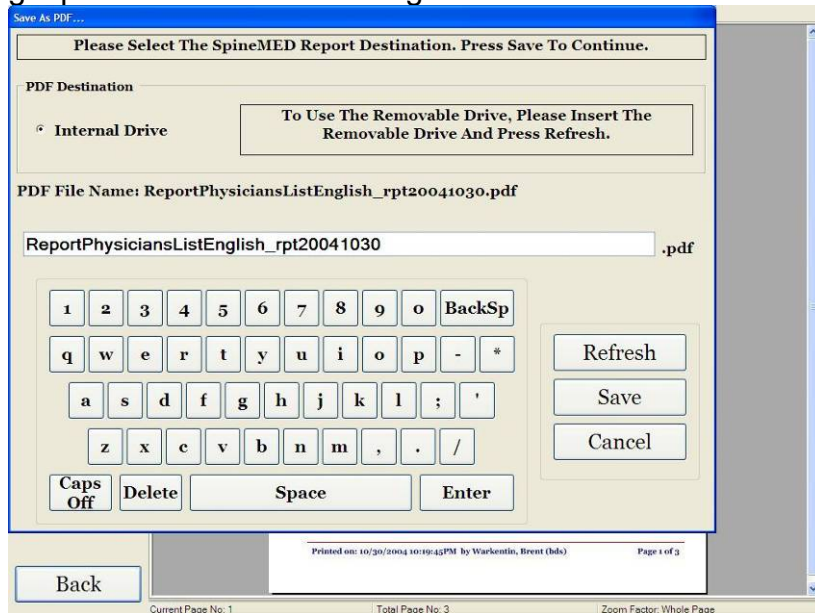 Save As PDF...
Please Select The SpineMED Report Destination. Press Save To Continue.
PDF Destination
Internal Drive
To Use The Removable Drive, Please Insert The
Removable Drive And Press Refresh.
PDF File Name: ReportPhysiciansListEnglish_rpt20041030.pdf
ReportPhysiciansListEnglish_rpt20041030 .pdf
1 2 3 4 5 6 7 8 9 0 BackSp
q w e r t y u i o p - *
a s d f g h j k l ; '
z x c v b n m , . /
Caps Off Delete Space Enter
Refresh
Save
Cancel
Printed on: 10/30/2004 10:19:45PM by Warkentin, Brent (bds) Page 1 of 3
Back
Current Page No: 1 Total Page No: 3 Zoom Factor: Whole Page